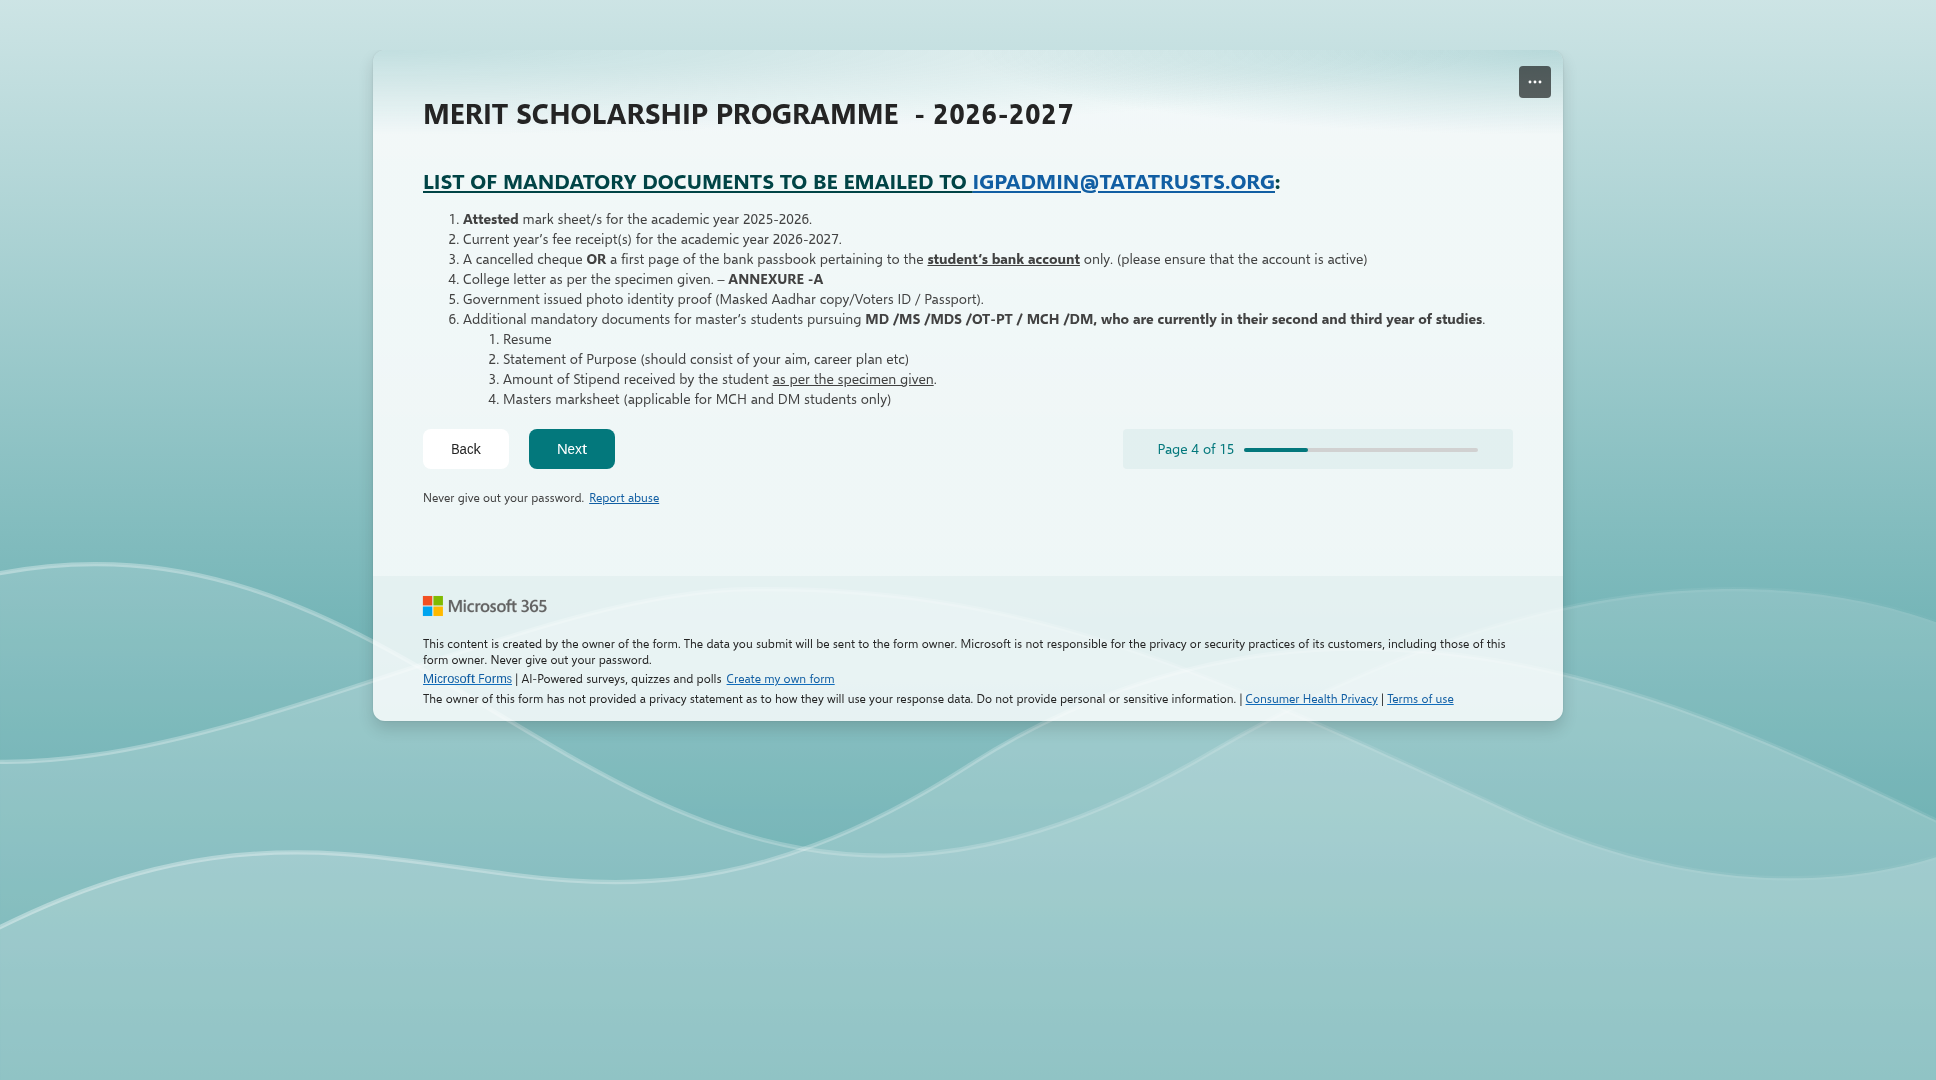 MERIT SCHOLARSHIP PROGRAMME  - 2026-2027
LIST OF MANDATORY DOCUMENTS TO BE EMAILED TO IGPADMIN@TATATRUSTS.ORG:
1. Attested mark sheet/s for the academic year 2025-2026.
2. Current year’s fee receipt(s) for the academic year 2026-2027.
3. A cancelled cheque OR a first page of the bank passbook pertaining to the student’s bank account only. (please ensure that the account is active)
4. College letter as per the specimen given. – ANNEXURE -A
5. Government issued photo identity proof (Masked Aadhar copy/Voters ID / Passport).
6. Additional mandatory documents for master’s students pursuing MD /MS /MDS /OT-PT / MCH /DM, who are currently in their second and third year of studies.
1. Resume
2. Statement of Purpose (should consist of your aim, career plan etc)
3. Amount of Stipend received by the student as per the specimen given.
4. Masters marksheet (applicable for MCH and DM students only)
Back
Next
Page 4 of 15
Never give out your password. Report abuse
Microsoft 365
This content is created by the owner of the form. The data you submit will be sent to the form owner. Microsoft is not responsible for the privacy or security practices of its customers, including those of this
form owner. Never give out your password.
Microsoft Forms | AI-Powered surveys, quizzes and polls Create my own form
The owner of this form has not provided a privacy statement as to how they will use your response data. Do not provide personal or sensitive information. | Consumer Health Privacy | Terms of use